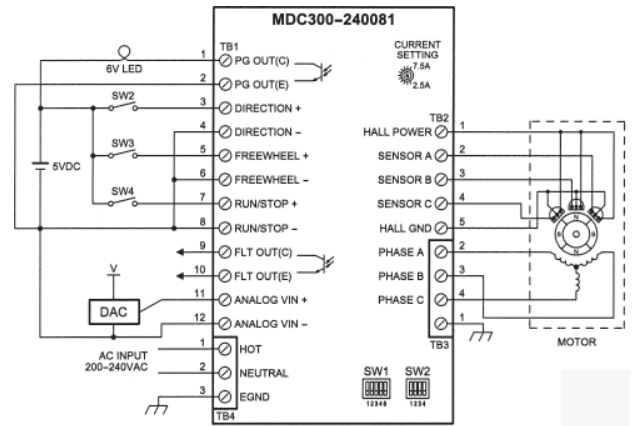 MDC300-240081
TB1
CURRENT
SETTING
7.5A
2.5A
6V LED
1 PG OUT(C)
2 PG OUT(E)
SW2
3 DIRECTION +
4 DIRECTION -
SW3
5 FREEWHEEL +
5VDC
6 FREEWHEEL -
SW4
7 RUN/STOP +
8 RUN/STOP -
9 FLT OUT(C)
10 FLT OUT(E)
V
DAC
11 ANALOG VIN +
12 ANALOG VIN -
AC INPUT
200-240VAC
1 HOT
2 NEUTRAL
3 EGND
TB4
TB2
HALL POWER 1
SENSOR A 2
SENSOR B 3
SENSOR C 4
HALL GND 5
PHASE A 2
PHASE B 3
PHASE C 4
1
TB3
N
S S
N
MOTOR
SW1 SW2
12345 1234